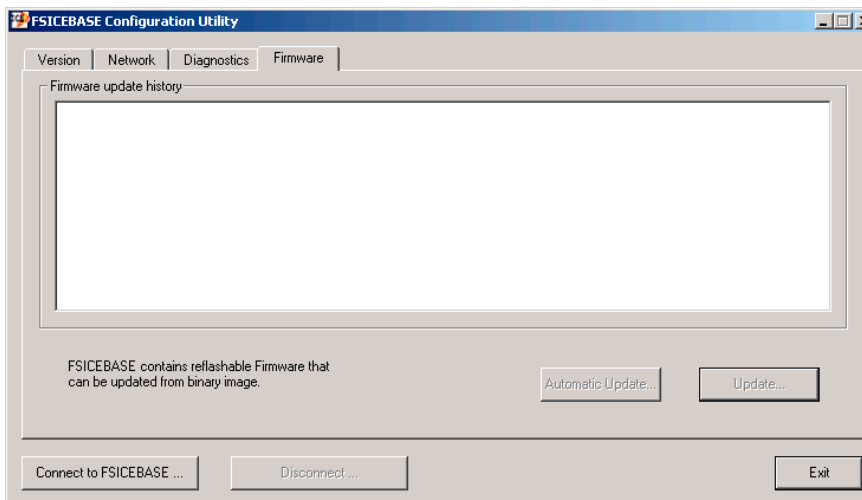 FSICEBASE Configuration Utility
Version Network Diagnostics Firmware
Firmware update history
FSICEBASE contains reflashable Firmware that
can be updated from binary image.
Automatic Update... Update...
Connect to FSICEBASE ... Disconnect ... Exit